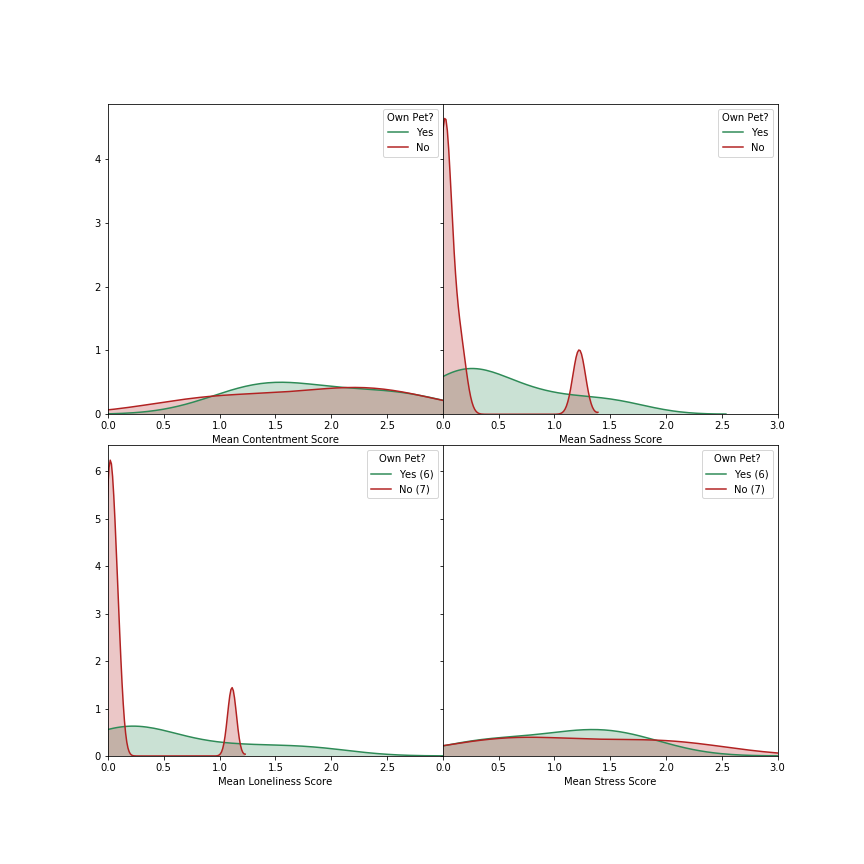 Own Pet?
Yes
No
Own Pet?
Yes
No
4
3
2
1
0
0.0 0.5 1.0 1.5 2.0 2.5 0.0 0.5 1.0 1.5 2.0 2.5 3.0
Mean Contentment Score
Mean Sadness Score
Own Pet?
Yes (6)
No (7)
Own Pet?
Yes (6)
No (7)
6
5
4
3
2
1
0
0.0 0.5 1.0 1.5 2.0 2.5 0.0 0.5 1.0 1.5 2.0 2.5 3.0
Mean Loneliness Score
Mean Stress Score